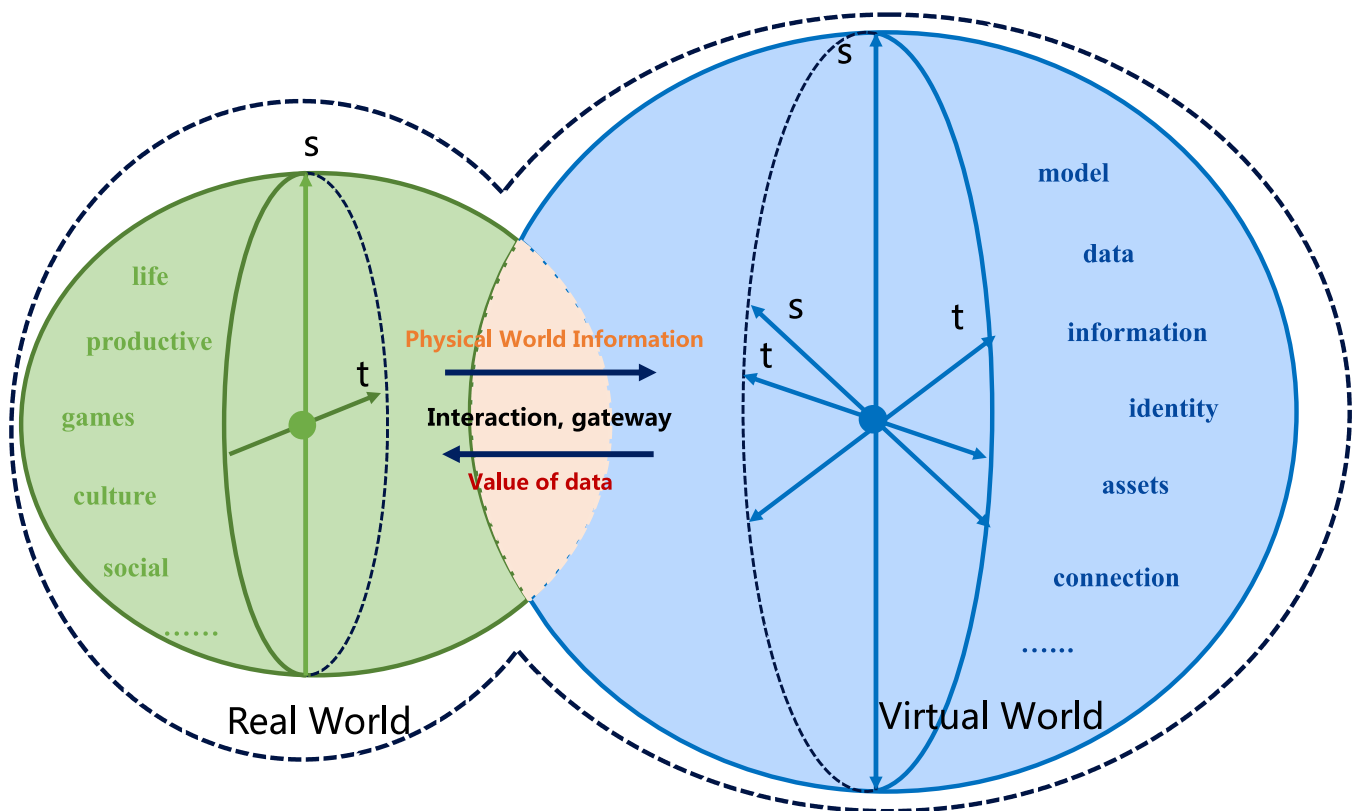 s
life
productive
games
culture
social
......
t
Real World
Physical World Information
Interaction, gateway
Value of data
s
s
t
t
model
data
information
identity
assets
connection
......
Virtual World